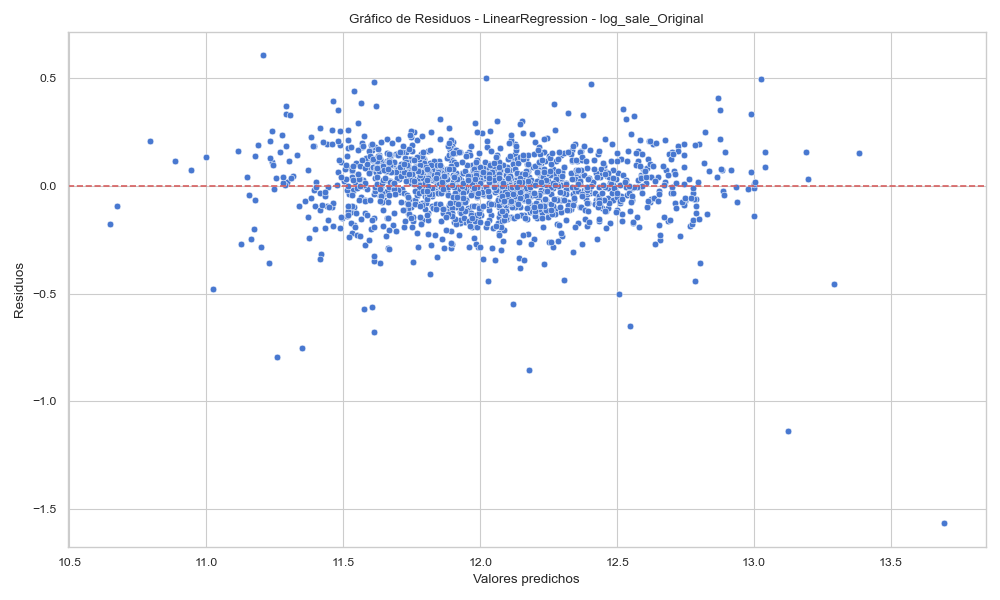 Gráfico de Residuos - LinearRegression - log_sale_Original
Residuos
0.5
0.0
−0.5
−1.0
−1.5
10.5 11.0 11.5 12.0 12.5 13.0 13.5
Valores predichos